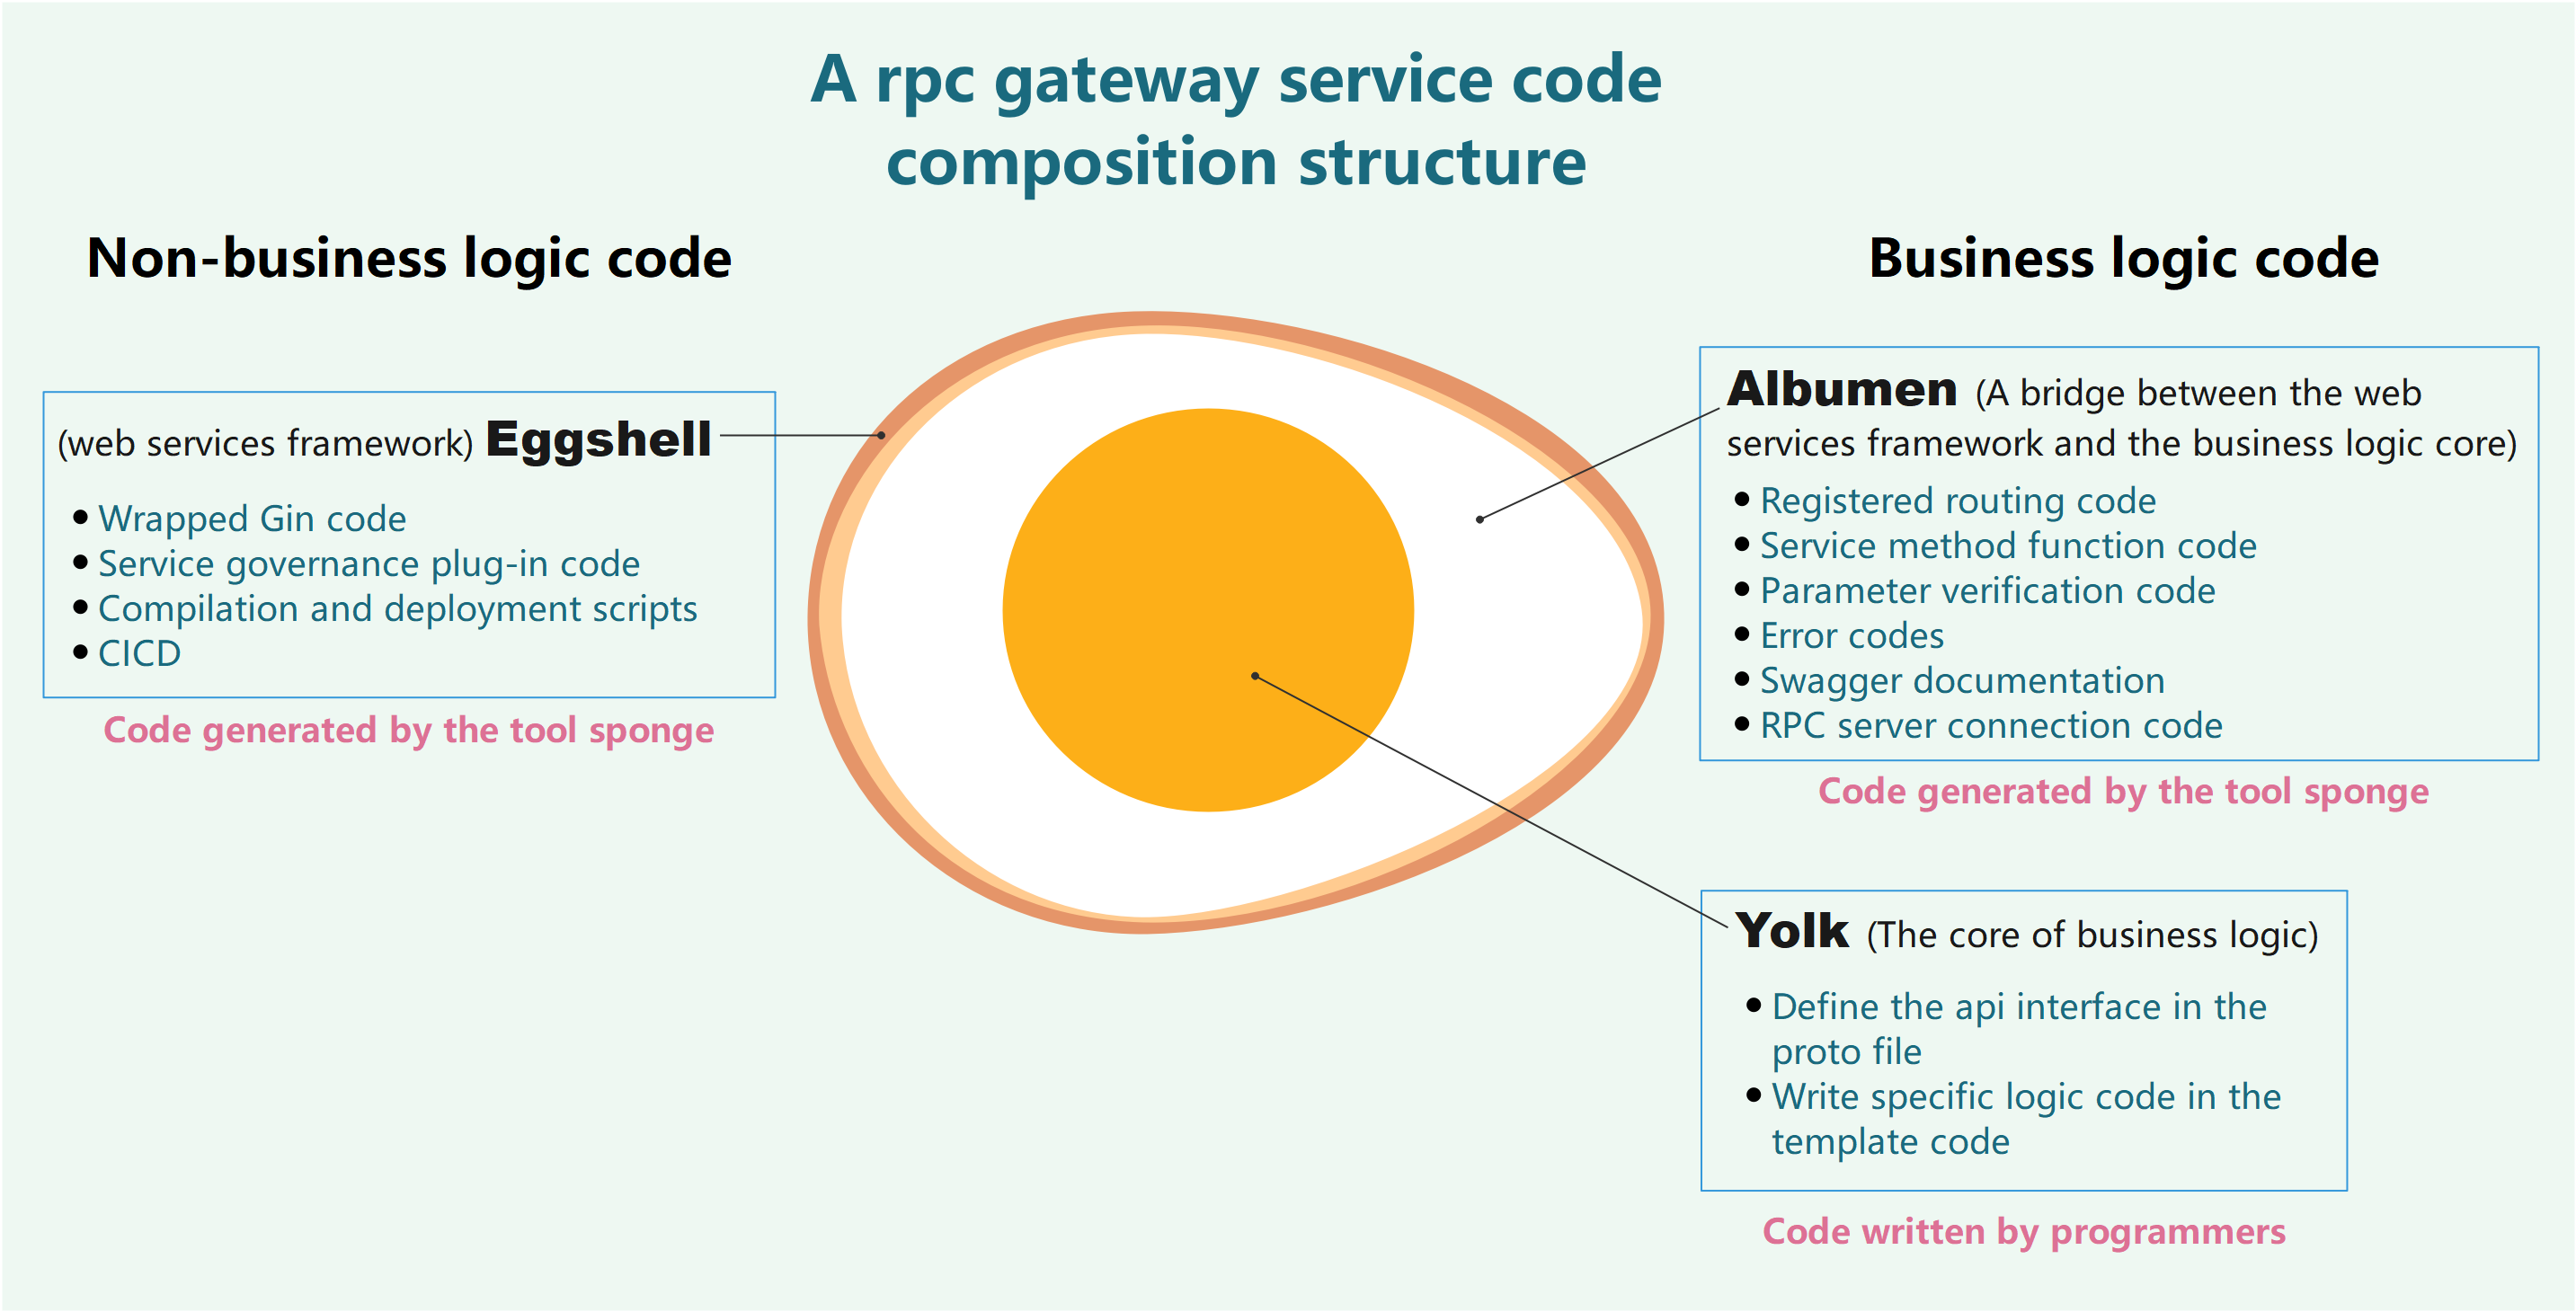 A rpc gateway service code
composition structure
Non-business logic code
(web services framework) Eggshell
● Wrapped Gin code
● Service governance plug-in code
● Compilation and deployment scripts
● CICD
Code generated by the tool sponge
Business logic code
Albumen (A bridge between the web
services framework and the business logic core)
● Registered routing code
● Service method function code
● Parameter verification code
● Error codes
● Swagger documentation
● RPC server connection code
Code generated by the tool sponge
Yolk (The core of business logic)
● Define the api interface in the
proto file
● Write specific logic code in the
template code
Code written by programmers